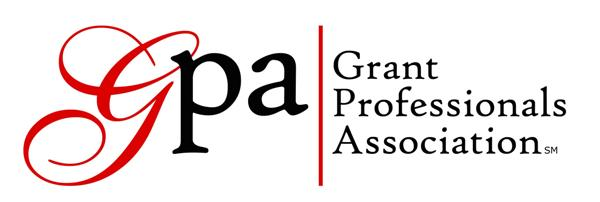 Gpa
Grant
Professionals
Association SM